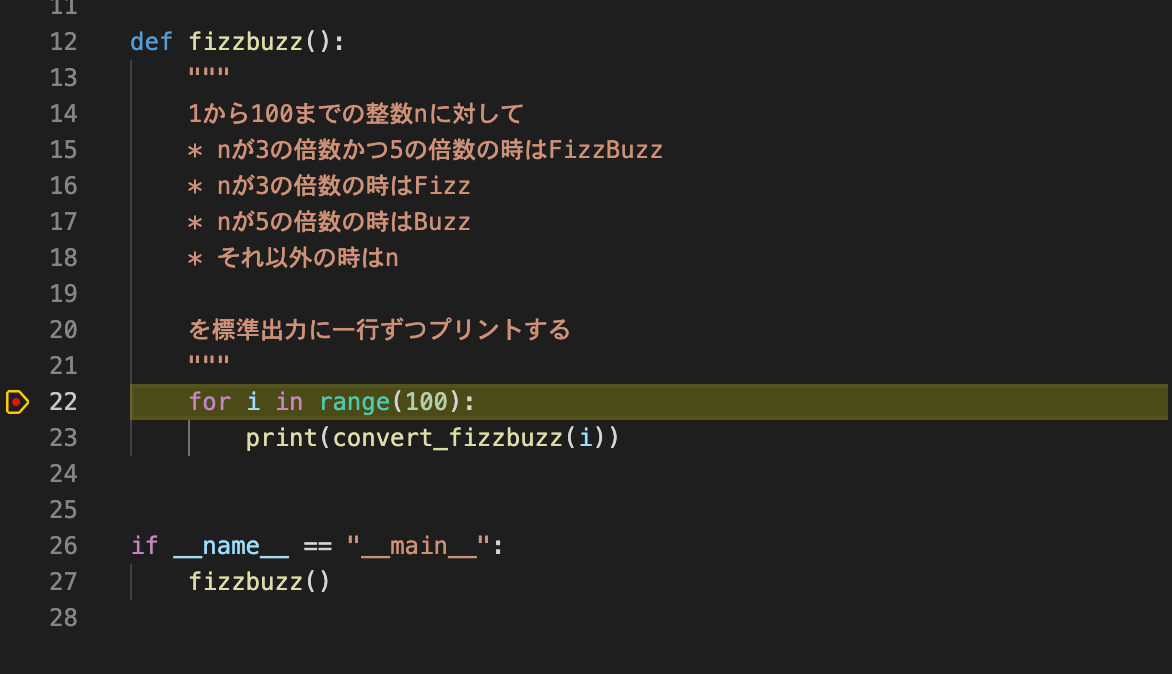 11
12 def fizzbuzz():
13     """
14     1から100までの整数nに対して
15     * nが3の倍数かつ5の倍数の時はFizzBuzz
16     * nが3の倍数の時はFizz
17     * nが5の倍数の時はBuzz
18     * それ以外の時はn
19
20     を標準出力に一行ずつプリントする
21     """
22     for i in range(100):
23         print(convert_fizzbuzz(i))
24
25
26 if __name__ == "__main__":
27     fizzbuzz()
28